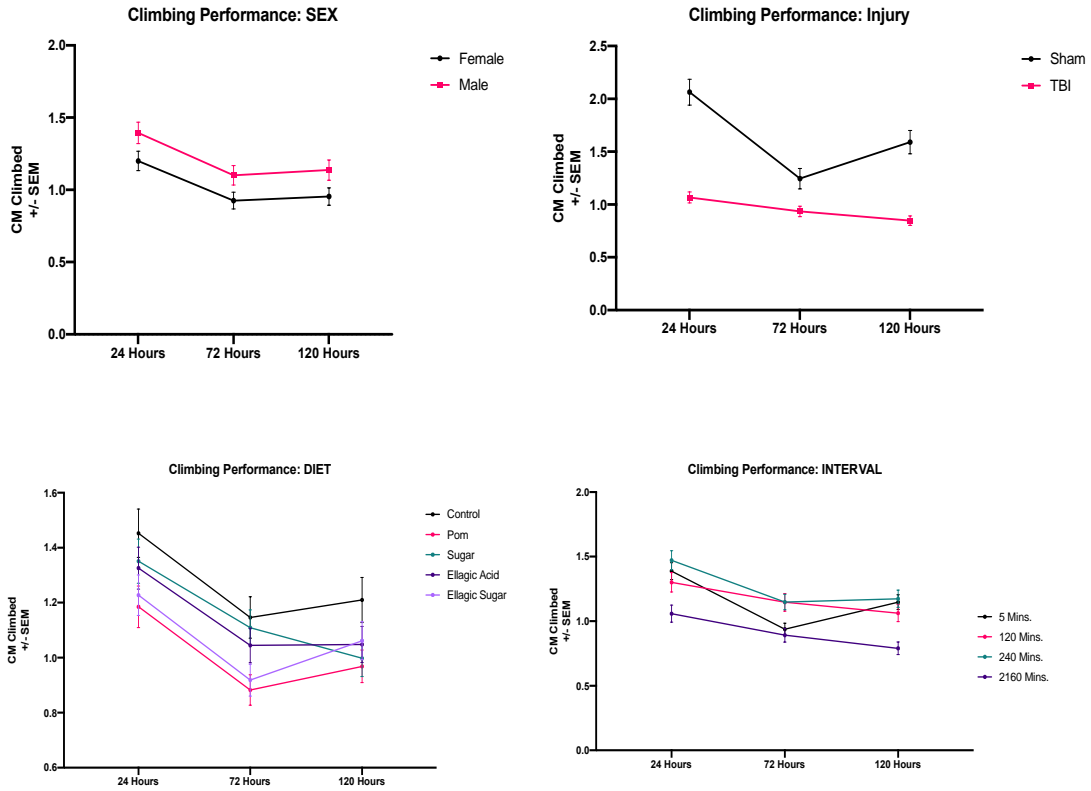 Climbing Performance: SEX
2.0
1.5
1.0
0.5
0.0
CM Climbed
+/- SEM
24 Hours
72 Hours
120 Hours
Female
Male
Climbing Performance: Injury
2.5
2.0
1.5
1.0
0.5
0.0
CM Climbed
+/- SEM
24 Hours
72 Hours
120 Hours
Sham
TBI
Climbing Performance: DIET
1.6
1.4
1.2
1.0
0.8
0.6
CM Climbed
+/- SEM
24 Hours
72 Hours
120 Hours
Control
Pom
Sugar
Ellagic Acid
Ellagic Sugar
Climbing Performance: INTERVAL
2.0
1.5
1.0
0.5
0.0
CM Climbed
+/- SEM
24 Hours
72 Hours
120 Hours
5 Mins.
120 Mins.
240 Mins.
2160 Mins.